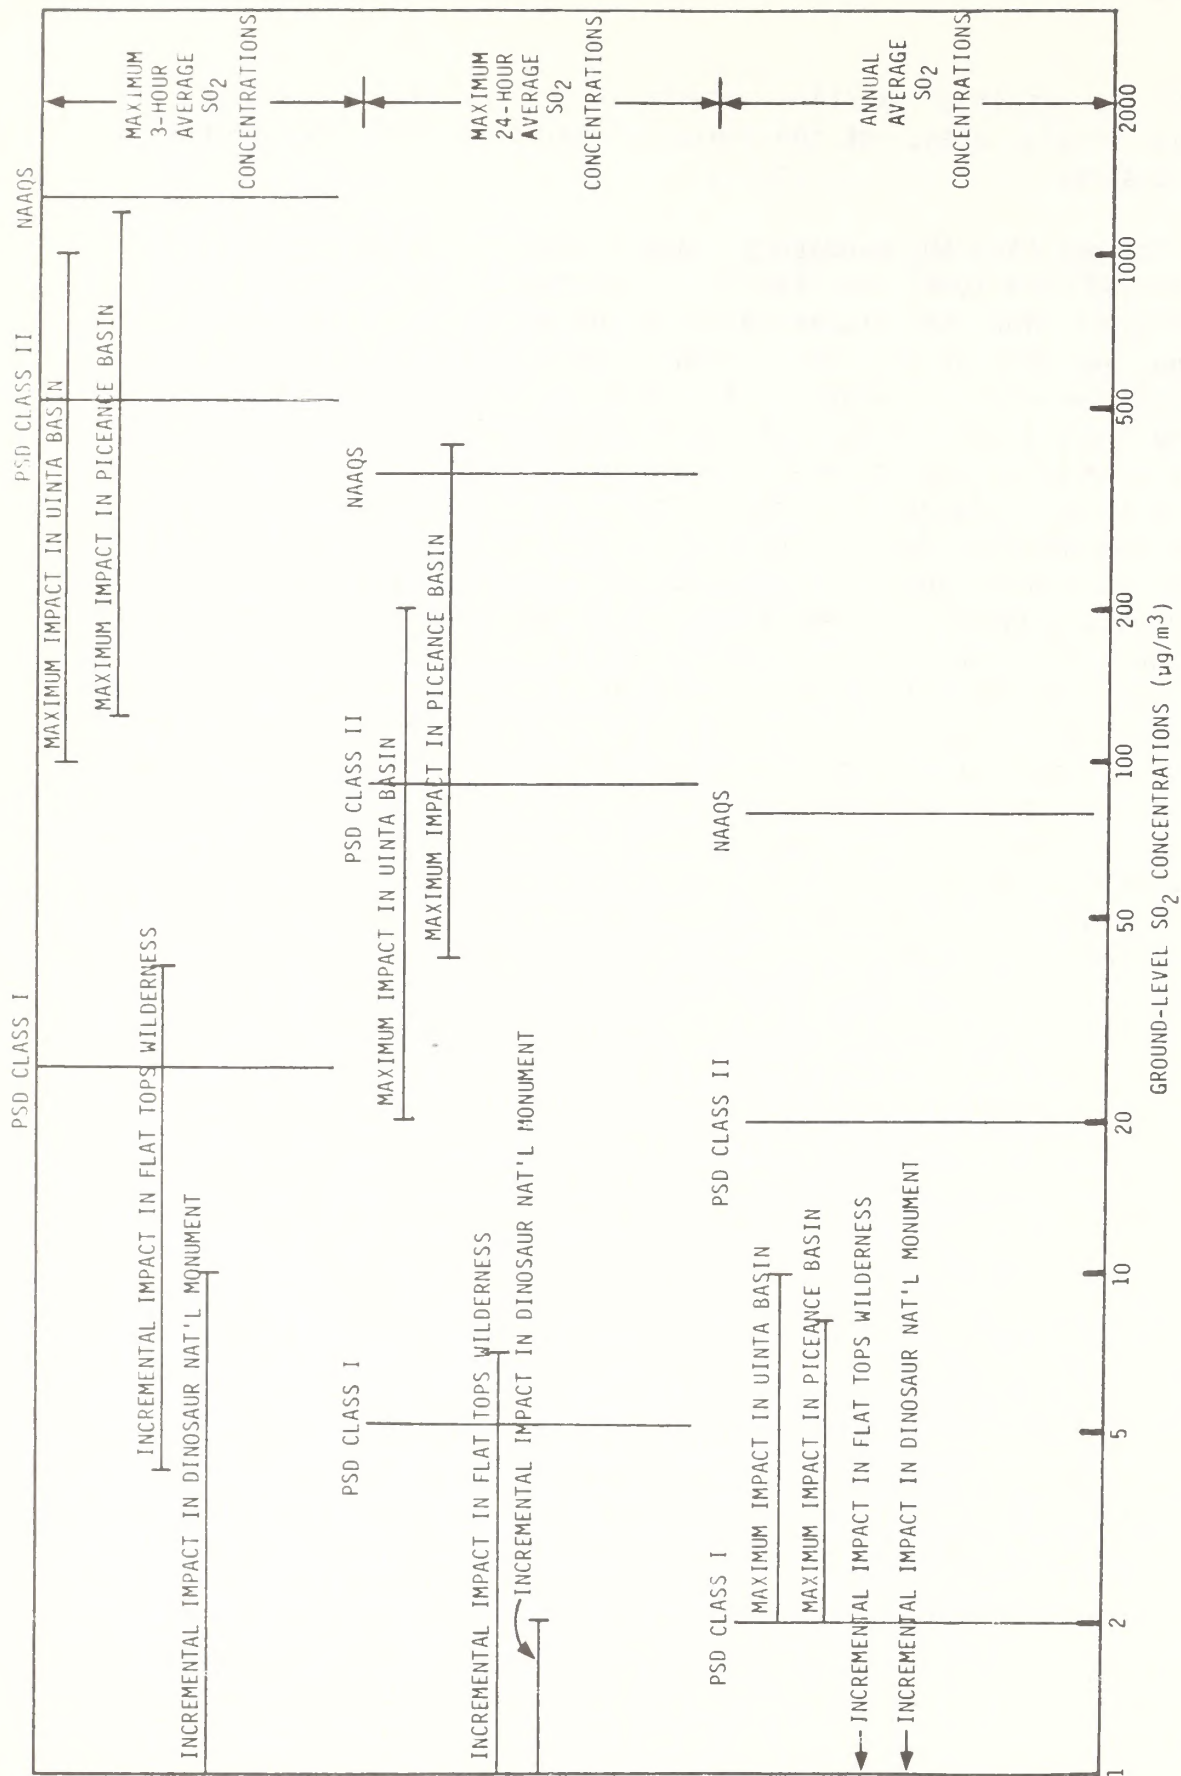 PSD CLASS I
PSD CLASS II
NAAQS
MAXIMUM IMPACT IN UINTA BASIN
MAXIMUM IMPACT IN PICEANCE BASIN
INCREMENTAL IMPACT IN FLAT TOPS WILDERNESS
INCREMENTAL IMPACT IN DINOSAUR NAT'L MONUMENT
MAXIMUM
3-HOUR
AVERAGE
SO2
CONCENTRATIONS
PSD CLASS I
PSD CLASS II
NAAQS
MAXIMUM IMPACT IN UINTA BASIN
MAXIMUM IMPACT IN PICEANCE BASIN
INCREMENTAL IMPACT IN FLAT TOPS WILDERNESS
INCREMENTAL IMPACT IN DINOSAUR NAT'L MONUMENT
MAXIMUM
24-HOUR
AVERAGE
SO2
CONCENTRATIONS
PSD CLASS I
PSD CLASS II
NAAQS
MAXIMUM IMPACT IN UINTA BASIN
MAXIMUM IMPACT IN PICEANCE BASIN
INCREMENTAL IMPACT IN FLAT TOPS WILDERNESS
INCREMENTAL IMPACT IN DINOSAUR NAT'L MONUMENT
ANNUAL
AVERAGE
SO2
CONCENTRATIONS
1 2 5 10 20 50 100 200 500 1000 2000
GROUND-LEVEL SO2 CONCENTRATIONS (µg/m³)